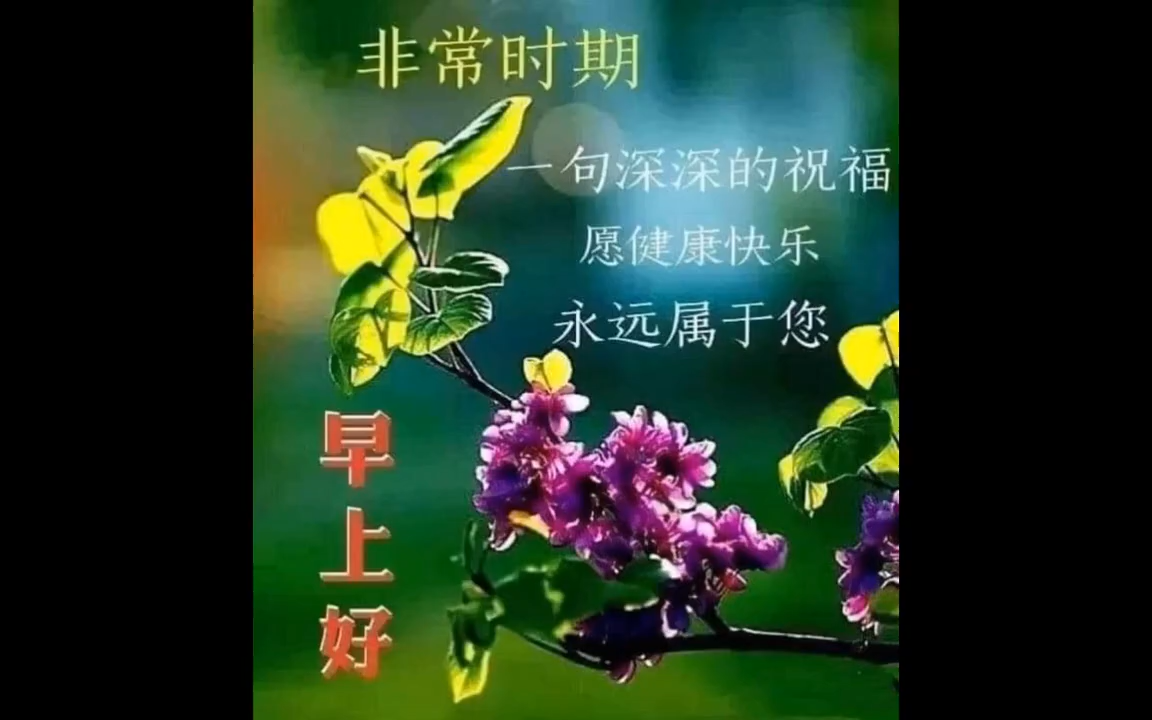 非常时期
一句深深的祝福
愿健康快乐
永远属于您
早上好